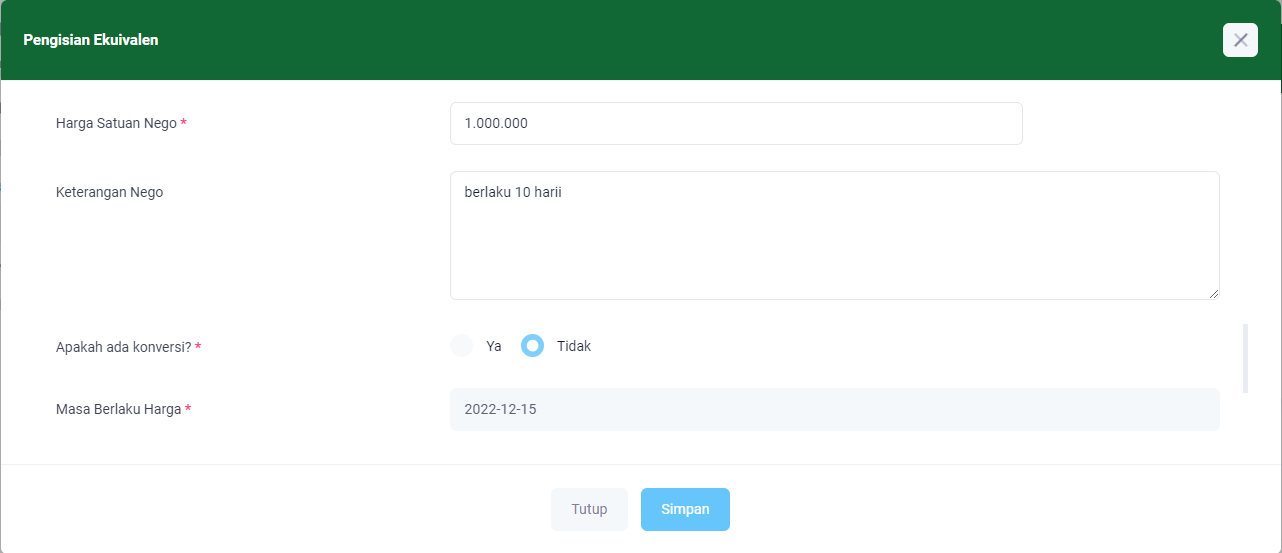 Pengisian Ekuivalen
Harga Satuan Nego * 1.000.000
Keterangan Nego berlaku 10 harii
Apakah ada konversi? * Ya Tidak
Masa Berlaku Harga * 2022-12-15
Tutup Simpan